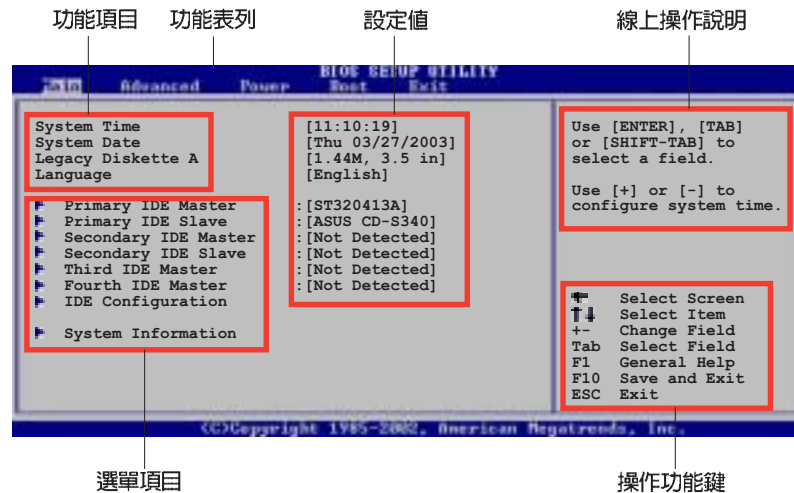 功能項目 功能表列 設定值 線上操作說明
BIOS SETUP UTILITY
Main Advanced Power Boot Exit
System Time [11:10:19]
System Date [Thu 03/27/2003]
Legacy Diskette A [1.44M, 3.5 in]
Language [English]
Primary IDE Master :[ST320413A]
Primary IDE Slave :[ASUS CD-S340]
Secondary IDE Master :[Not Detected]
Secondary IDE Slave :[Not Detected]
Third IDE Master :[Not Detected]
Fourth IDE Master :[Not Detected]
IDE Configuration
System Information
Use [ENTER], [TAB]
or [SHIFT-TAB] to
select a field.
Use [+] or [-] to
configure system time.
Select Screen
↑↓ Select Item
+- Change Field
Tab Select Field
F1 General Help
F10 Save and Exit
ESC Exit
(C)Copyright 1985-2002, American Megatrends, Inc.
選單項目 操作功能鍵